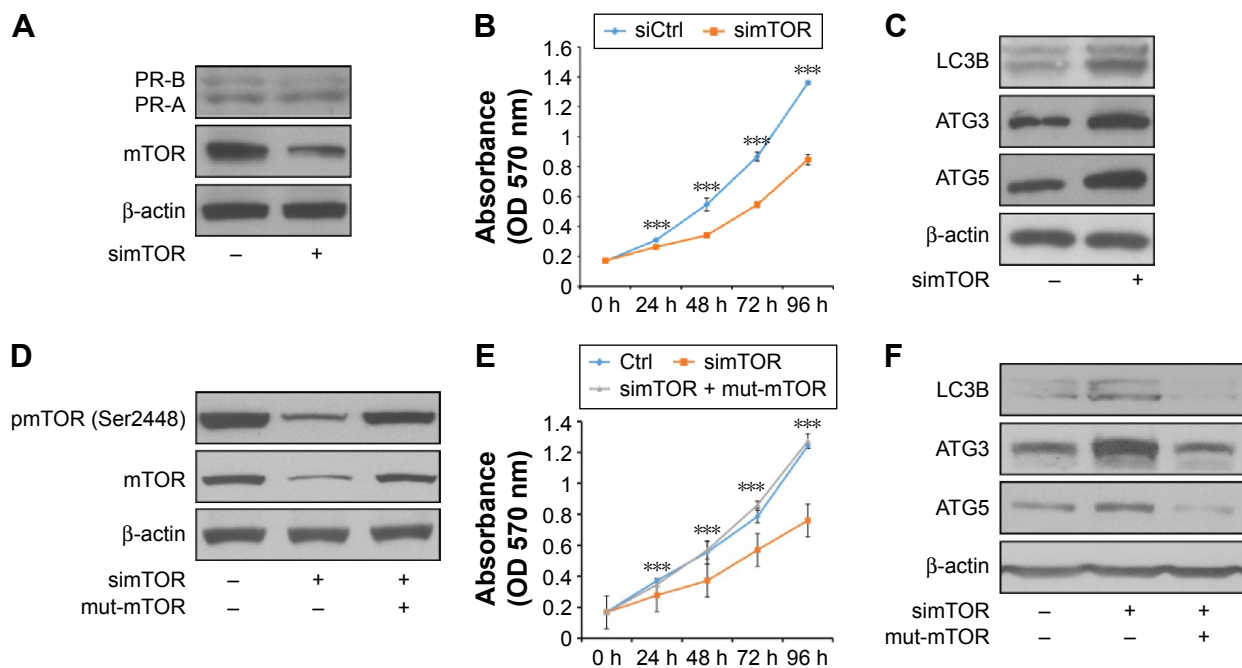 A
PR-B
PR-A
mTOR
β-actin
simTOR – +
B
siCtrl simTOR
Absorbance
(OD 570 nm)
1.6
1.4
1.2
1
0.8
0.6
0.4
0.2
0
*** *** *** ***
0 h 24 h 48 h 72 h 96 h
C
LC3B
ATG3
ATG5
β-actin
simTOR – +
D
pmTOR (Ser2448)
mTOR
β-actin
simTOR – + +
mut-mTOR – – +
E
Ctrl simTOR
simTOR + mut-mTOR
Absorbance
(OD 570 nm)
1.4
1.2
1
0.8
0.6
0.4
0.2
0
*** *** *** ***
0 h 24 h 48 h 72 h 96 h
F
LC3B
ATG3
ATG5
β-actin
simTOR – + +
mut-mTOR – – +